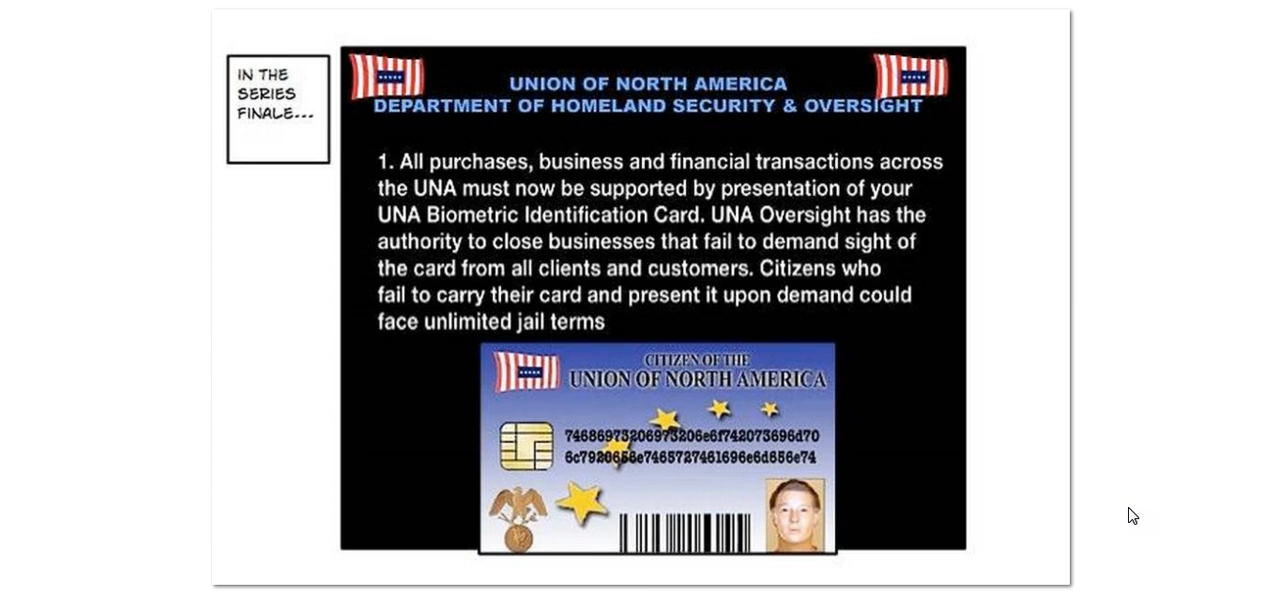 IN THE
SERIES
FINALE...
UNION OF NORTH AMERICA
DEPARTMENT OF HOMELAND SECURITY & OVERSIGHT
1. All purchases, business and financial transactions across
the UNA must now be supported by presentation of your
UNA Biometric Identification Card. UNA Oversight has the
authority to close businesses that fail to demand sight of
the card from all clients and customers. Citizens who
fail to carry their card and present it upon demand could
face unlimited jail terms
CITIZEN OF THE
UNION OF NORTH AMERICA
74686973206973206e6f742073696d70
6c7920656e7465727461696e6d656e74